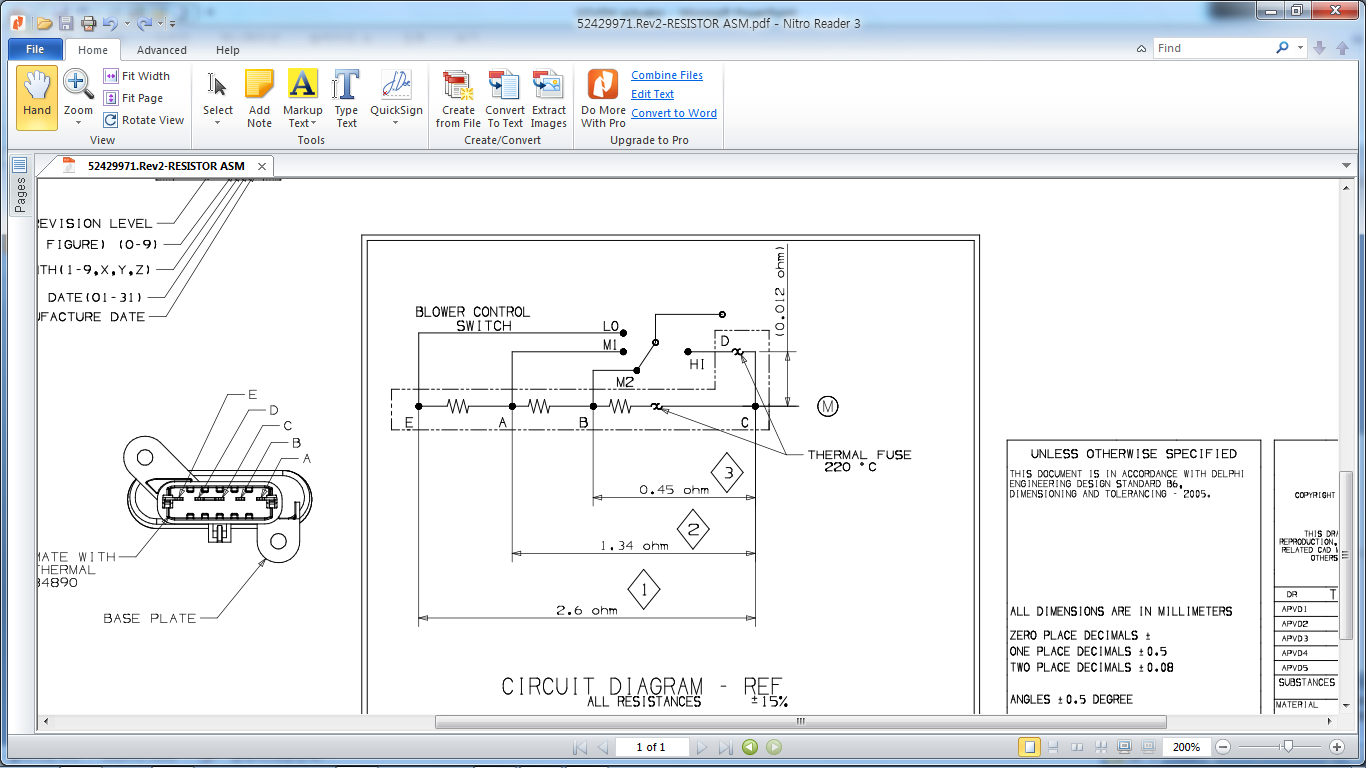 52429971.Rev2-RESISTOR ASM.pdf - Nitro Reader 3
File Home Advanced Help Find
Hand
Zoom
Fit Width
Fit Page
Rotate View
View
Select
Add Note
Markup Text
Type Text
QuickSign
Tools
Create from File
Convert To Text
Extract Images
Create/Convert
Do More With Pro
Combine Files
Edit Text
Convert to Word
Upgrade to Pro
52429971.Rev2-RESISTOR ASM
Pages
REVISION LEVEL
FIGURE) (0-9)
NTH(1-9,X,Y,Z)
DATE(01-31)
UFACTURE DATE
E
D
C
B
A
MATE WITH
THERMAL
34890
BASE PLATE
BLOWER CONTROL
SWITCH
LO
M1
M2
HI
D
(0.012 ohm)
M
E A B C
THERMAL FUSE
220 °C
3
0.45 ohm
2
1.34 ohm
1
2.6 ohm
CIRCUIT DIAGRAM - REF
ALL RESISTANCES ±15%
UNLESS OTHERWISE SPECIFIED
THIS DOCUMENT IS IN ACCORDANCE WITH DELPHI
ENGINEERING DESIGN STANDARD B6,
DIMENSIONING AND TOLERANCING - 2005.
ALL DIMENSIONS ARE IN MILLIMETERS
ZERO PLACE DECIMALS ±
ONE PLACE DECIMALS ±0.5
TWO PLACE DECIMALS ±0.08
ANGLES ±0.5 DEGREE
COPYRIGHT
THIS DRA
REPRODUCTION,
RELATED CAD
OTHERS
DR T
APVD1
APVD2
APVD3
APVD4
APVD5
SUBSTANCES
MATERIAL
1 of 1
200%